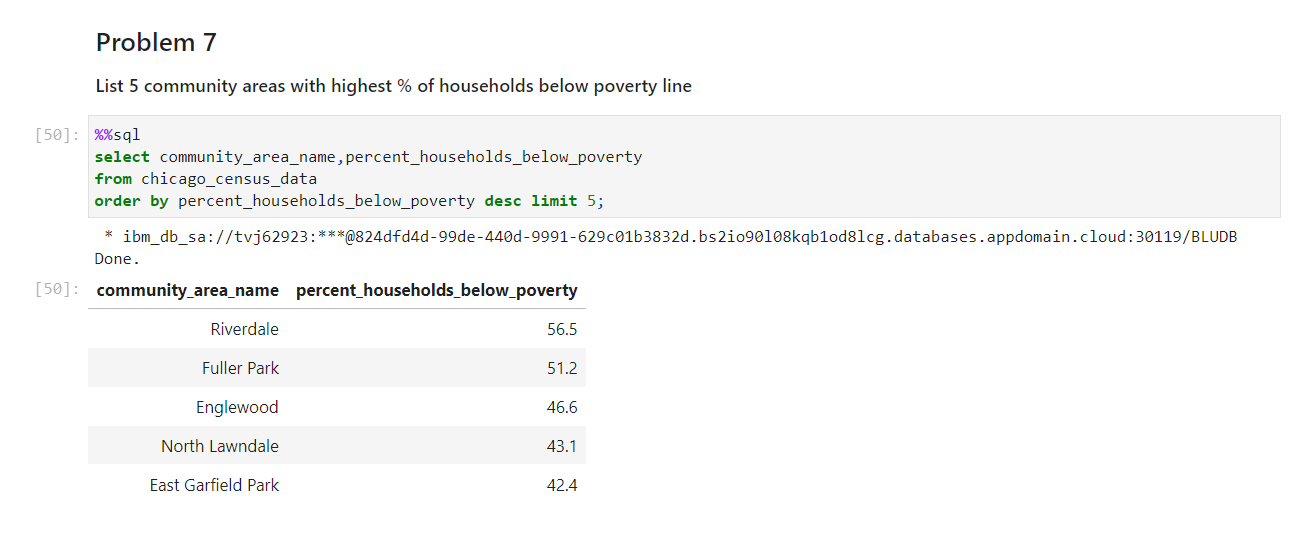 Problem 7
List 5 community areas with highest % of households below poverty line
[50]: %%sql
select community_area_name,percent_households_below_poverty
from chicago_census_data
order by percent_households_below_poverty desc limit 5;
* ibm_db_sa://tvj62923:***@824dfd4d-99de-440d-9991-629c01b3832d.bs2io90l08kqb1od8lcg.databases.appdomain.cloud:30119/BLUDB
Done.
[50]: community_area_name percent_households_below_poverty
Riverdale 56.5
Fuller Park 51.2
Englewood 46.6
North Lawndale 43.1
East Garfield Park 42.4